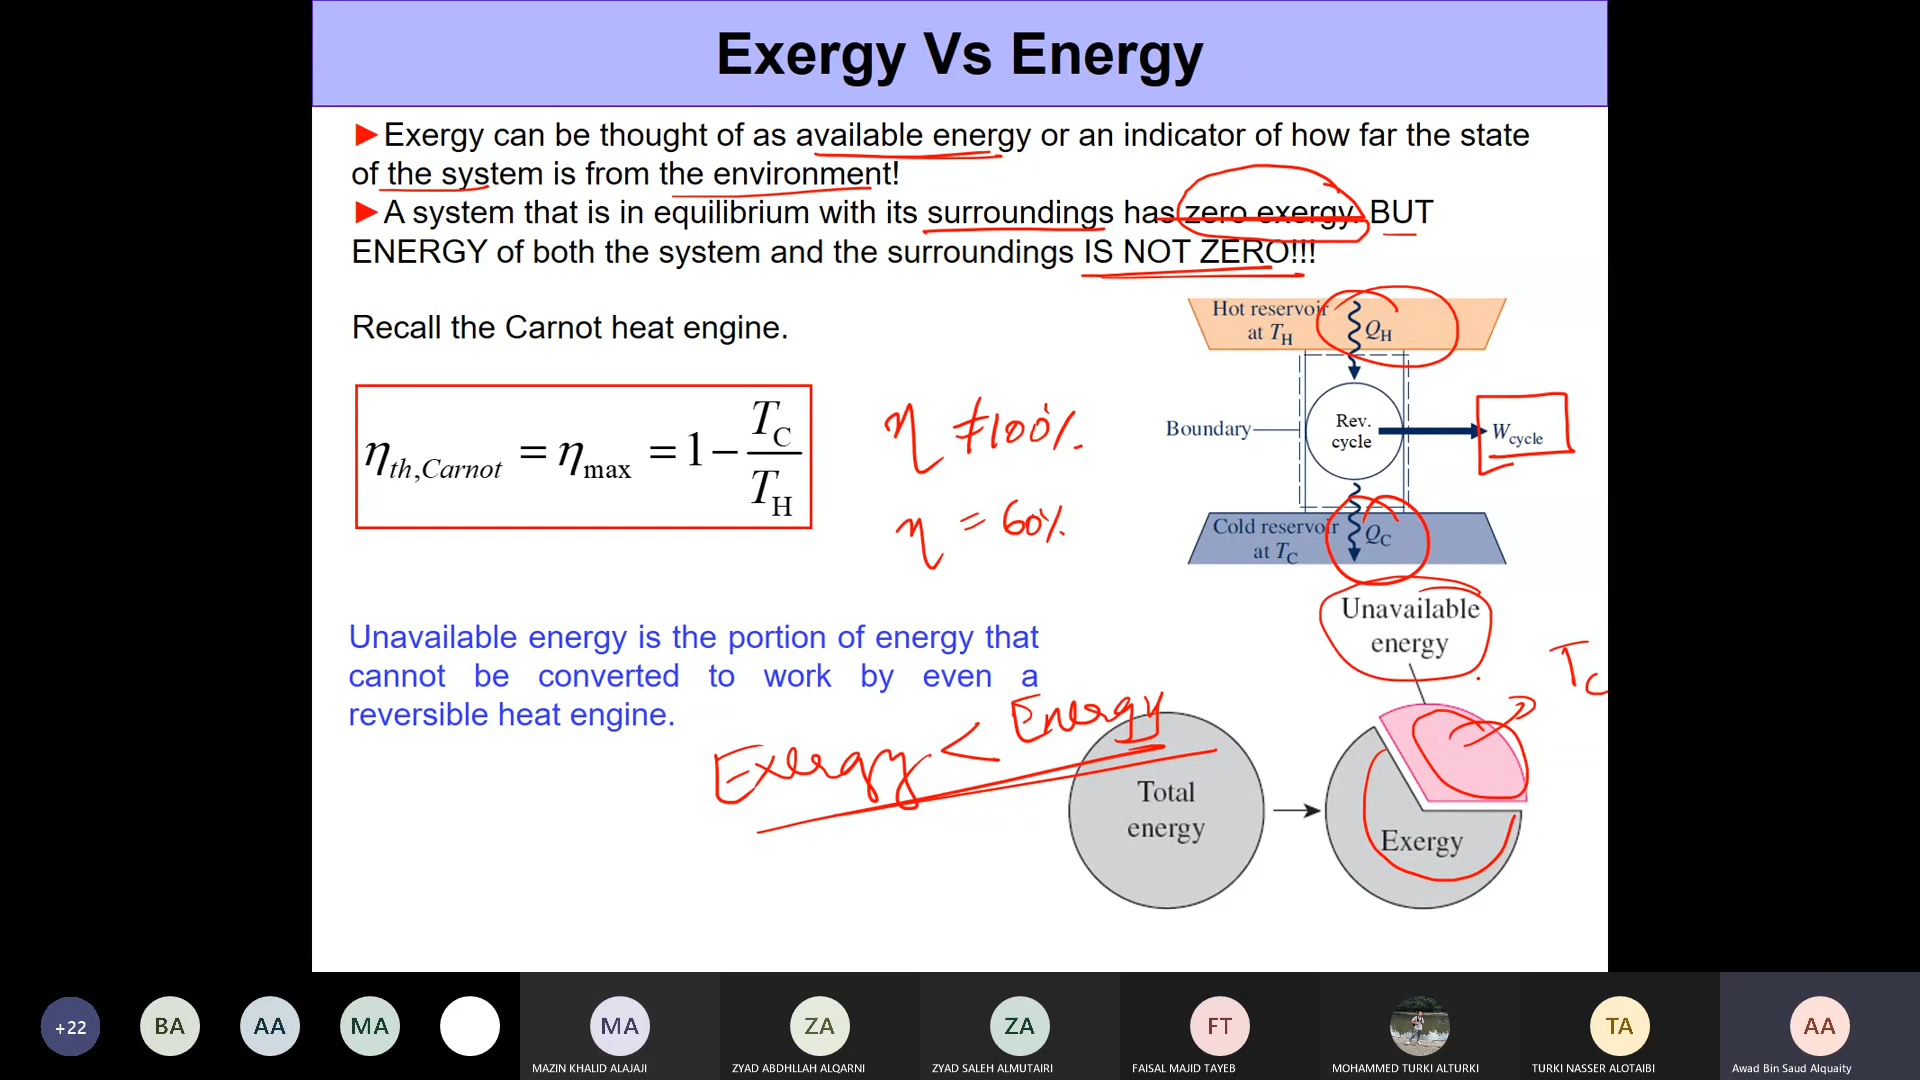 Exergy Vs Energy
►Exergy can be thought of as available energy or an indicator of how far the state
of the system is from the environment!
►A system that is in equilibrium with its surroundings has zero exergy. BUT
ENERGY of both the system and the surroundings IS NOT ZERO!!!
Recall the Carnot heat engine.
η_th,Carnot = η_max = 1 − T_C / T_H
η ≠ 100%
η = 60%
Hot reservoir
at T_H
Q_H
Boundary
Rev.
cycle
W_cycle
Cold reservoir
at T_C
Q_C
Unavailable
energy
T_C
Unavailable energy is the portion of energy that
cannot be converted to work by even a
reversible heat engine.
Exergy < Energy
Total
energy
Exergy
+22
BA
AA
MA
MA
ZA
ZA
FT
TA
AA
MAZIN KHALID ALAJAJI
ZYAD ABDHLLAH ALQARNI
ZYAD SALEH ALMUTAIRI
FAISAL MAJID TAYEB
MOHAMMED TURKI ALTURKI
TURKI NASSER ALOTAIBI
Awad Bin Saud Alquaity